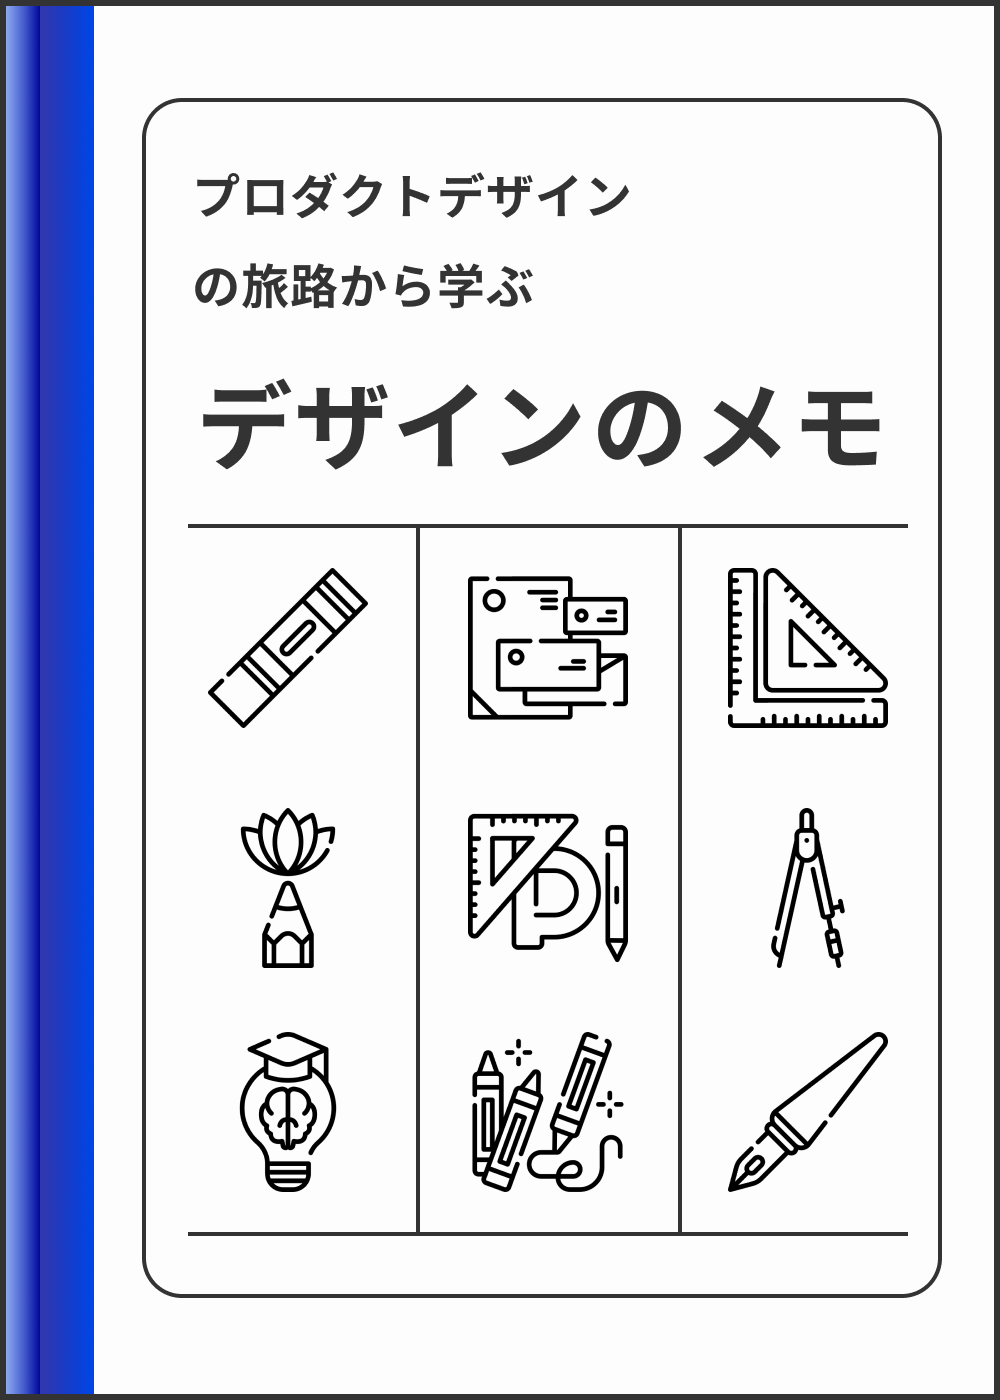 プロダクトデザイン
の旅路から学ぶ
デザインのメモ